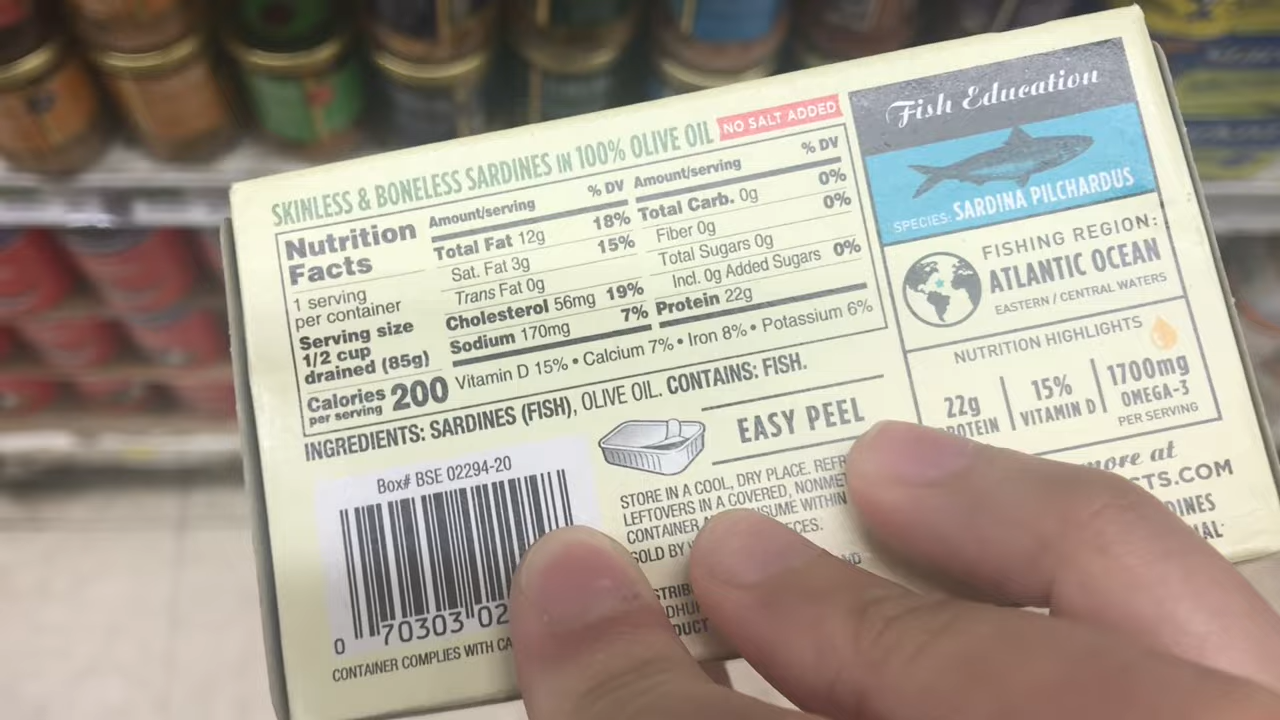 SKINLESS & BONELESS SARDINES IN 100% OLIVE OIL NO SALT ADDED
Nutrition
Facts
1 serving
per container
Serving size
1/2 cup
drained (85g)
Calories
per serving
200
Amount/serving % DV
Total Fat 12g 18%
Sat. Fat 3g 15%
Trans Fat 0g
Cholesterol 56mg 19%
Sodium 170mg 7%
Amount/serving % DV
Total Carb. 0g 0%
Fiber 0g 0%
Total Sugars 0g
Incl. 0g Added Sugars 0%
Protein 22g
Vitamin D 15% • Calcium 7% • Iron 8% • Potassium 6%
INGREDIENTS: SARDINES (FISH), OLIVE OIL. CONTAINS: FISH.
Box# BSE 02294-20
0 70303 02
CONTAINER COMPLIES WITH
EASY PEEL
STORE IN A COOL, DRY PLACE.
LEFTOVERS IN A COVERED,
CONTAINER
WITHIN
SOLD BY
Fish Education
SPECIES: SARDINA PILCHARDUS
FISHING REGION:
ATLANTIC OCEAN
EASTERN / CENTRAL WATERS
NUTRITION HIGHLIGHTS
22g
PROTEIN
15%
VITAMIN D
1700mg
OMEGA-3
PER SERVING
more at
.COM